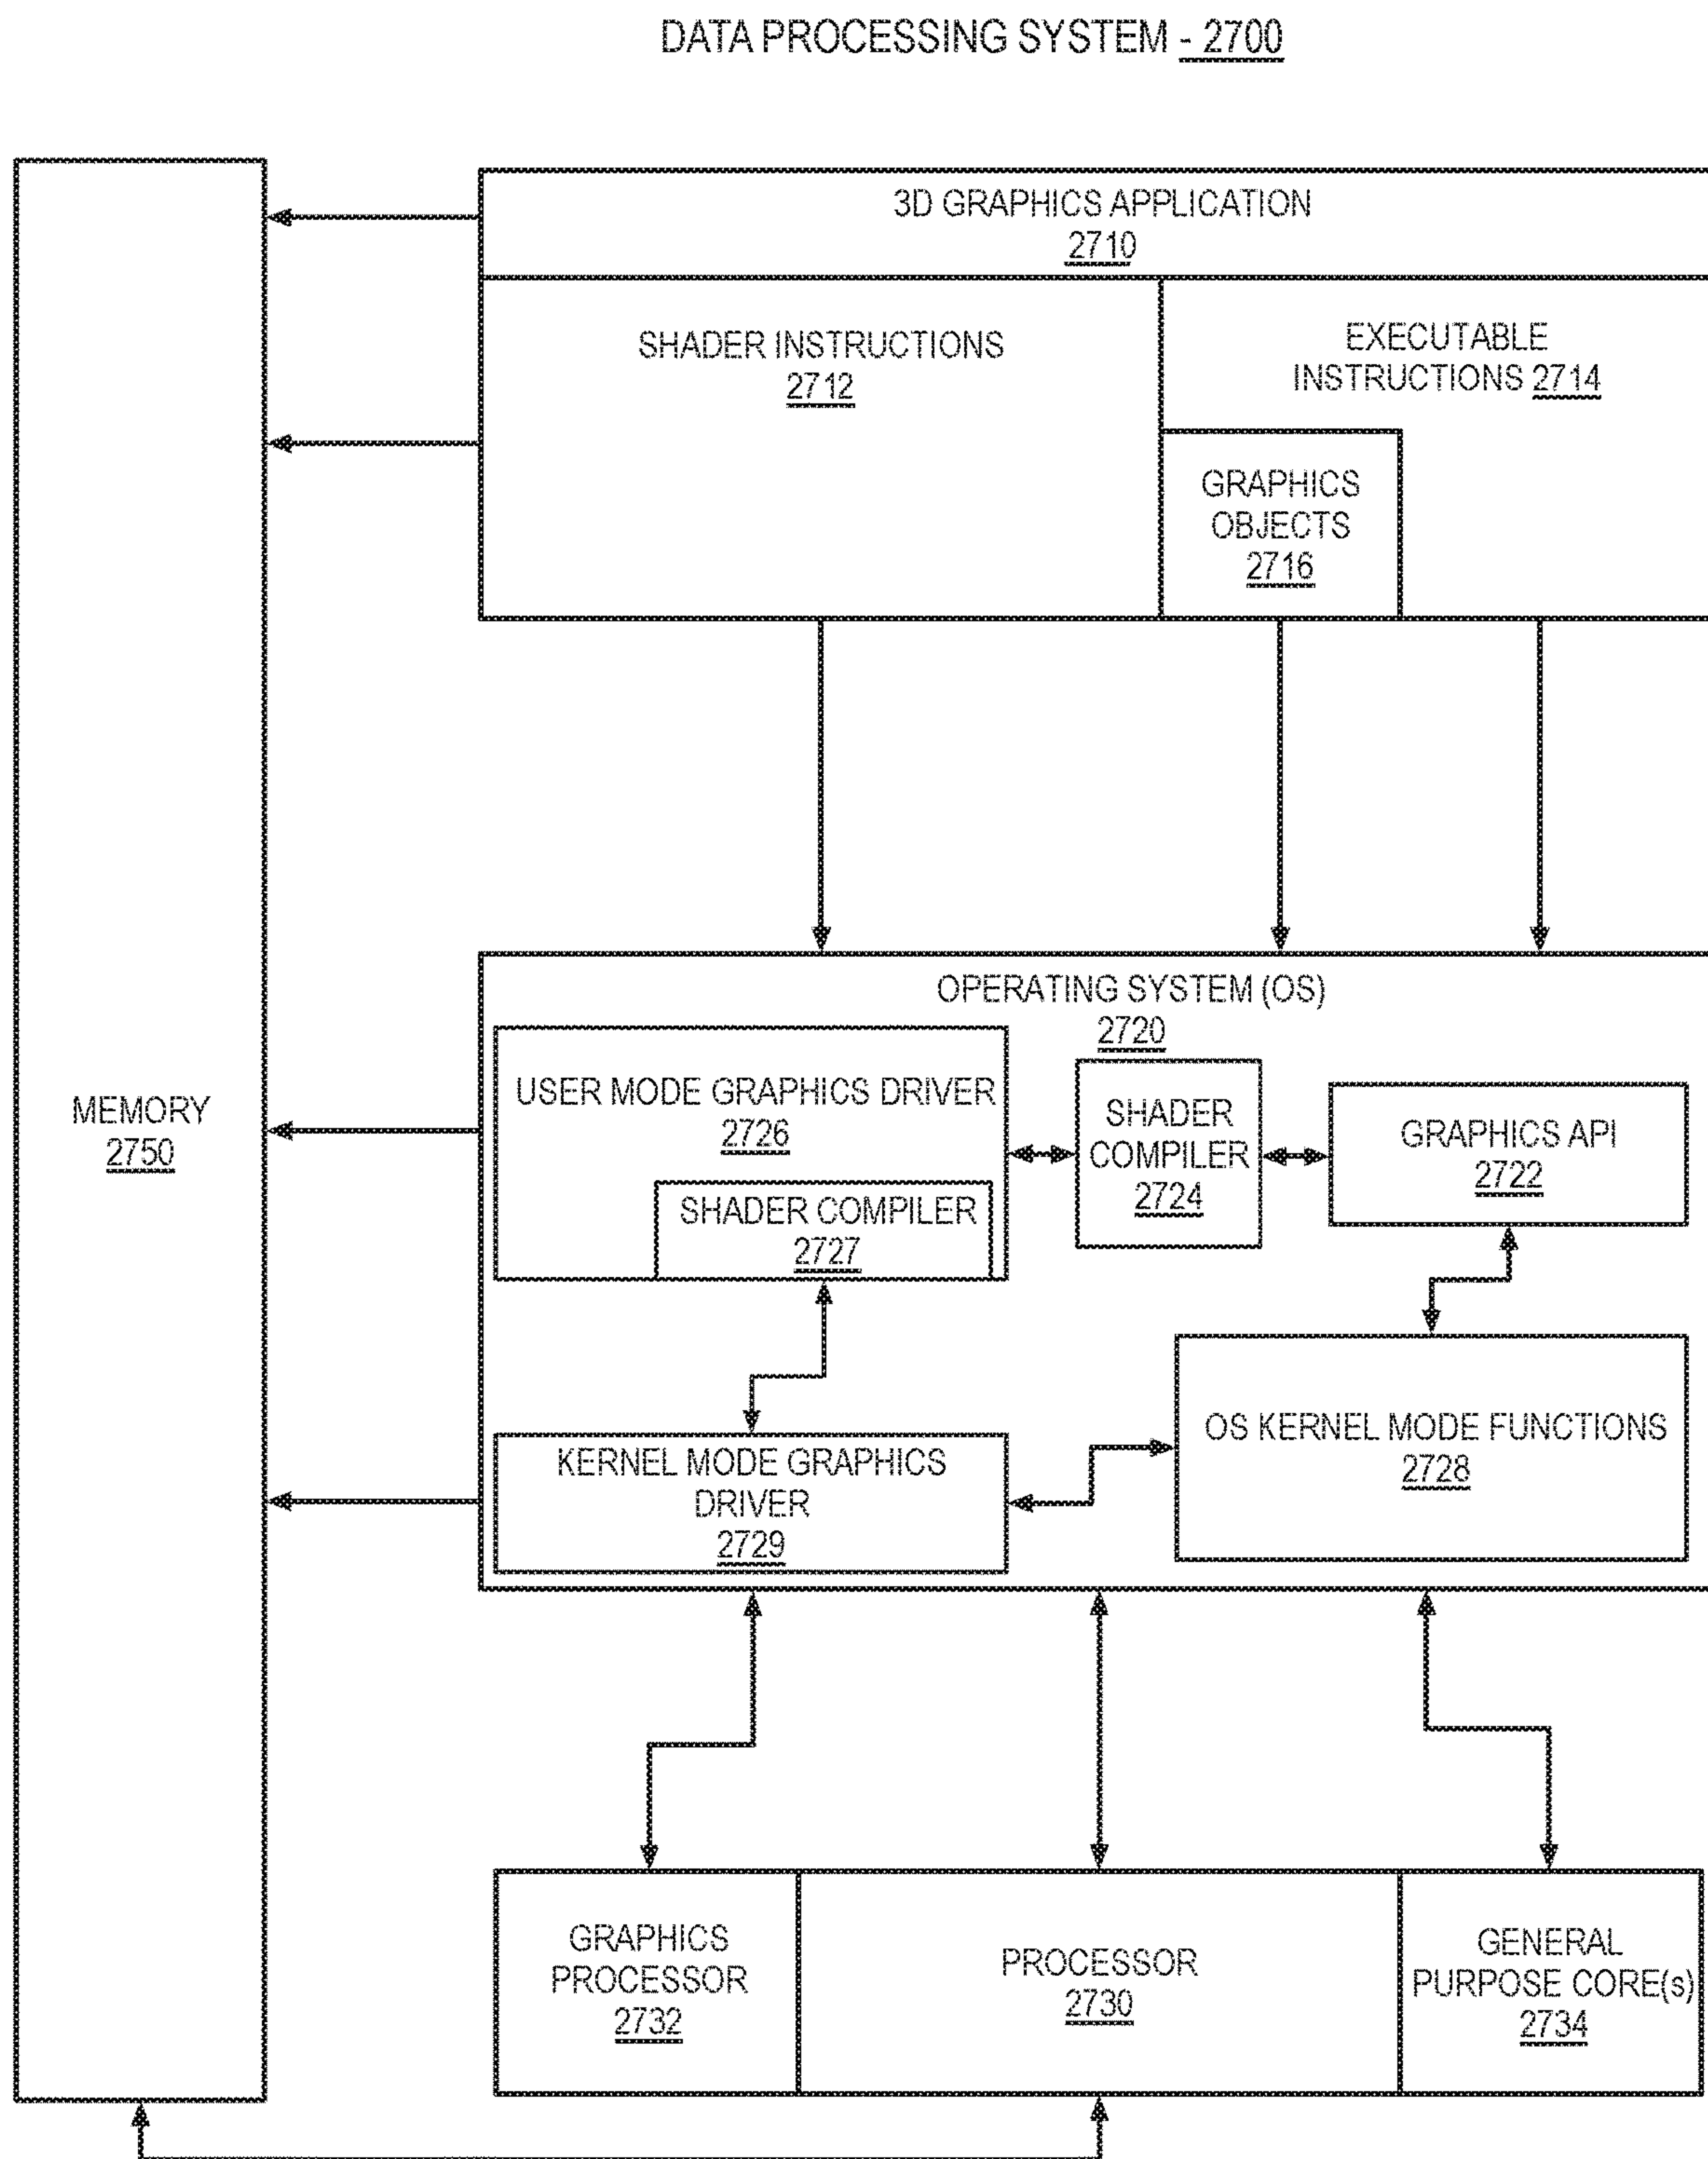 DATA PROCESSING SYSTEM - 2700
3D GRAPHICS APPLICATION
2710
SHADER INSTRUCTIONS
2712
EXECUTABLE
INSTRUCTIONS 2714
GRAPHICS
OBJECTS
2716
MEMORY
2750
OPERATING SYSTEM (OS)
2720
USER MODE GRAPHICS DRIVER
2726
SHADER COMPILER
2727
SHADER
COMPILER
2724
GRAPHICS API
2722
KERNEL MODE GRAPHICS
DRIVER
2729
OS KERNEL MODE FUNCTIONS
2728
GRAPHICS
PROCESSOR
2732
PROCESSOR
2730
GENERAL
PURPOSE CORE(s)
2734